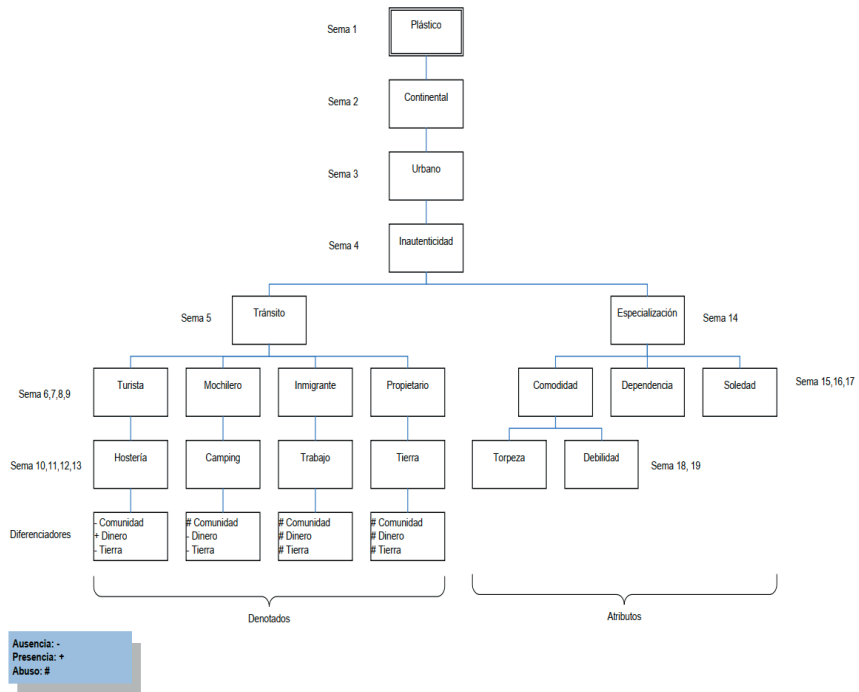 Sema 1
Plástico
Sema 2
Continental
Sema 3
Urbano
Sema 4
Inautenticidad
Sema 5
Tránsito
Especialización
Sema 14
Sema 6,7,8,9
Turista
Mochilero
Inmigrante
Propietario
Comodidad
Dependencia
Soledad
Sema 15,16,17
Sema 10,11,12,13
Hostería
Camping
Trabajo
Tierra
Torpeza
Debilidad
Sema 18, 19
Diferenciadores
- Comunidad
+ Dinero
- Tierra
# Comunidad
- Dinero
- Tierra
# Comunidad
# Dinero
# Tierra
# Comunidad
# Dinero
# Tierra
Denotados
Atributos
Ausencia: -
Presencia: +
Abuso: #